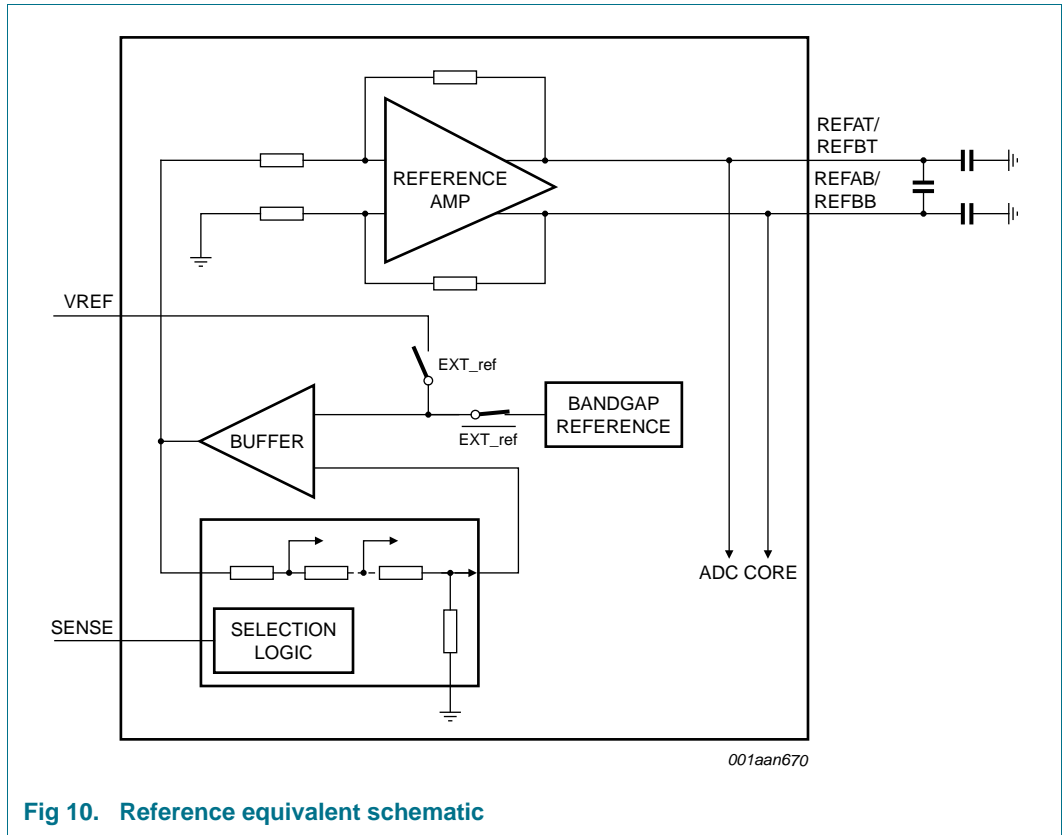 REFAT/
REFBT
REFERENCE
AMP
REFAB/
REFBB
VREF
EXT_ref
BANDGAP
REFERENCE
BUFFER
EXT_ref
ADC CORE
SENSE
SELECTION
LOGIC
001aan670
Fig 10. Reference equivalent schematic